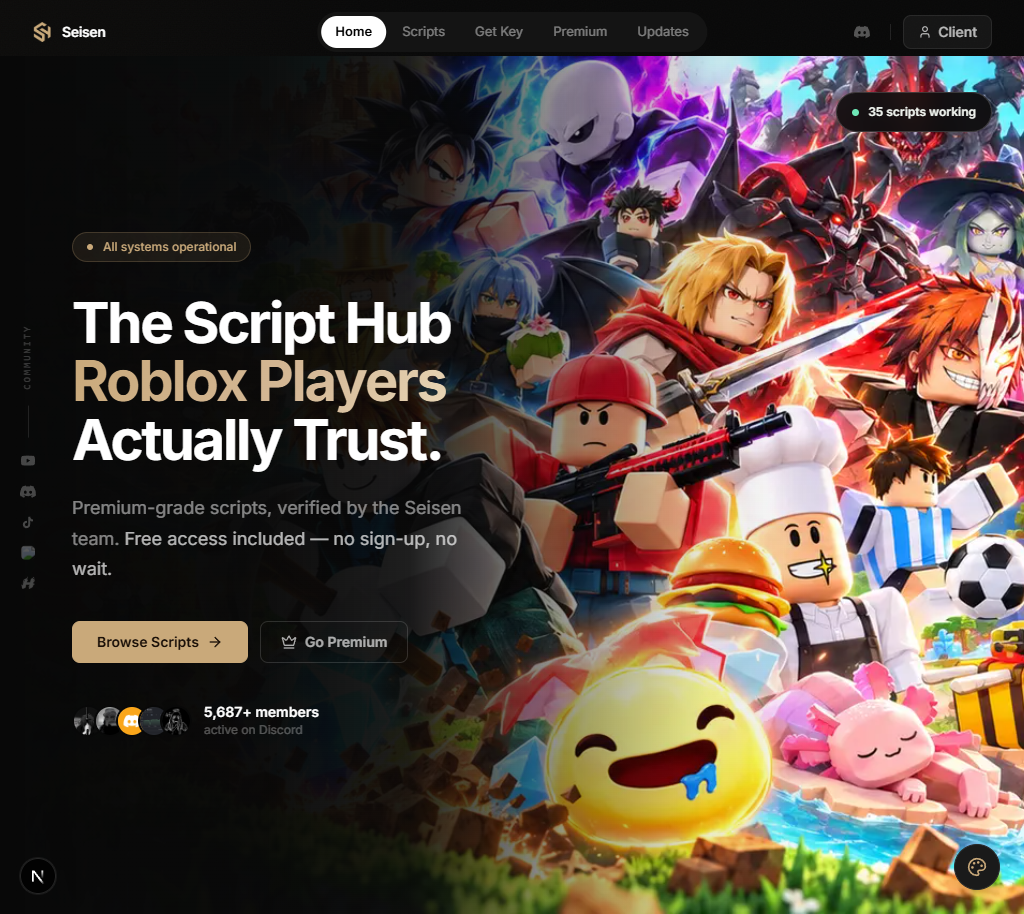 Seisen
Home
Scripts
Get Key
Premium
Updates
Client
35 scripts working
All systems operational
The Script Hub
Roblox Players
Actually Trust.
COMMUNITY
Premium-grade scripts, verified by the Seisen
team. Free access included — no sign-up, no
wait.
Browse Scripts →
Go Premium
5,687+ members
active on Discord
N